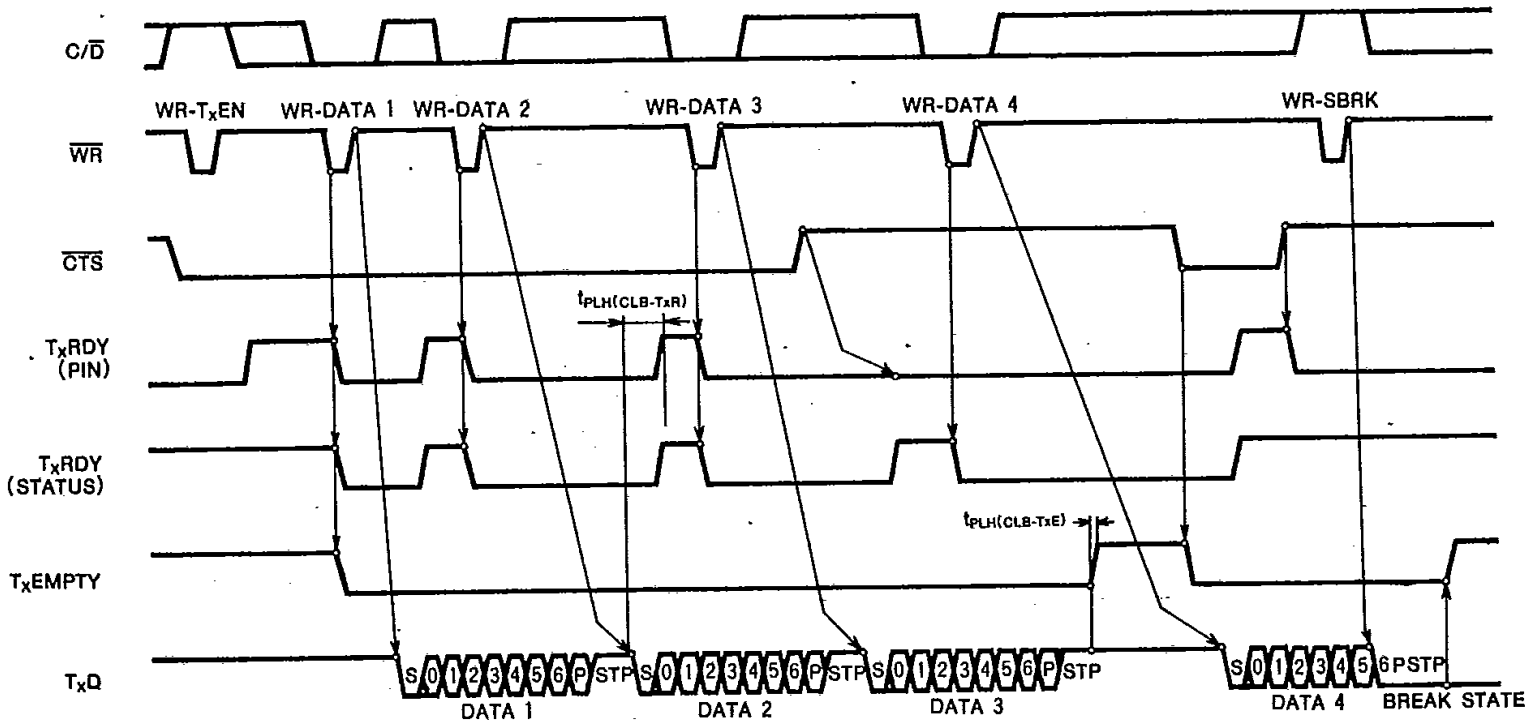 C/D̅
WR-TxEN WR-DATA 1 WR-DATA 2 WR-DATA 3 WR-DATA 4 WR-SBRK
W̅R̅
C̅T̅S̅
tPLH(CLB-TxR)
TxRDY
(PIN)
TxRDY
(STATUS)
tPLH(CLB-TxE)
TxEMPTY
TxD
S 0 1 2 3 4 5 6 P STP S 0 1 2 3 4 5 6 P STP S 0 1 2 3 4 5 6 P STP S 0 1 2 3 4 5 6 P STP
DATA 1 DATA 2 DATA 3 DATA 4 BREAK STATE